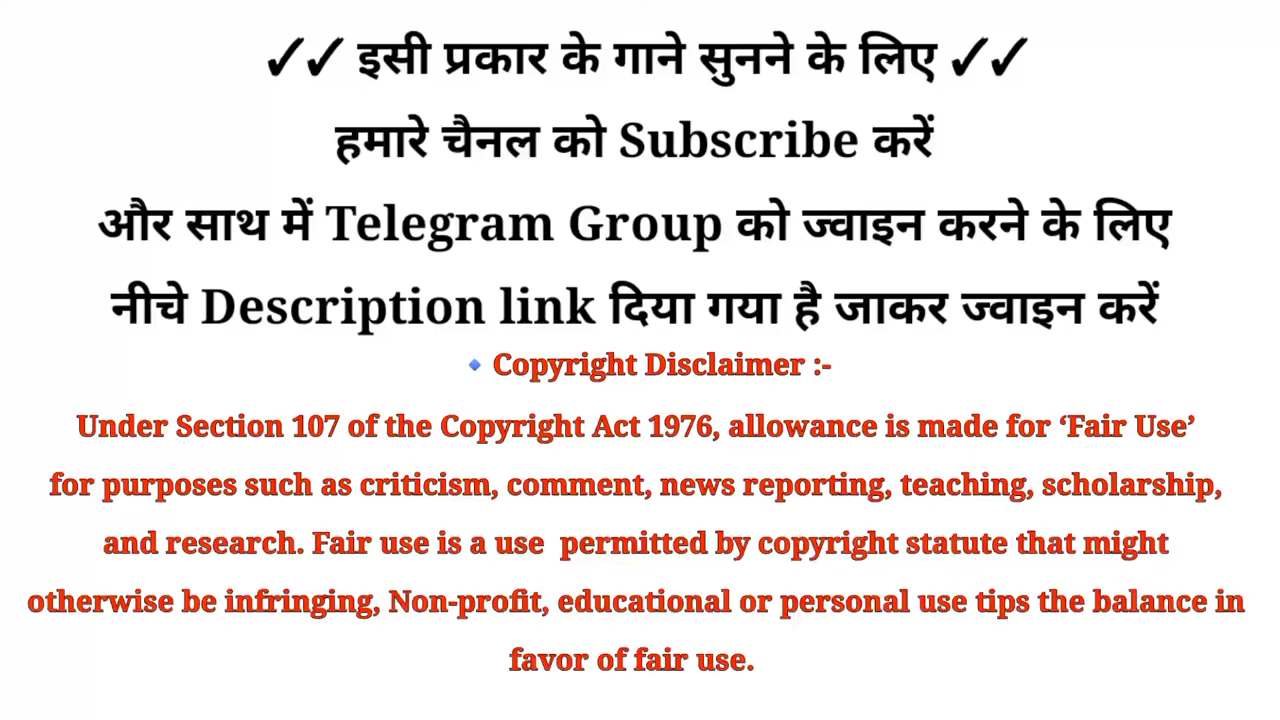 ✓✓ इसी प्रकार के गाने सुनने के लिए ✓✓
हमारे चैनल को Subscribe करें
और साथ में Telegram Group को ज्वाइन करने के लिए
नीचे Description link दिया गया है जाकर ज्वाइन करें
🔹Copyright Disclaimer :-
Under Section 107 of the Copyright Act 1976, allowance is made for ‘Fair Use’
for purposes such as criticism, comment, news reporting, teaching, scholarship,
and research. Fair use is a use  permitted by copyright statute that might
otherwise be infringing, Non-profit, educational or personal use tips the balance in
favor of fair use.